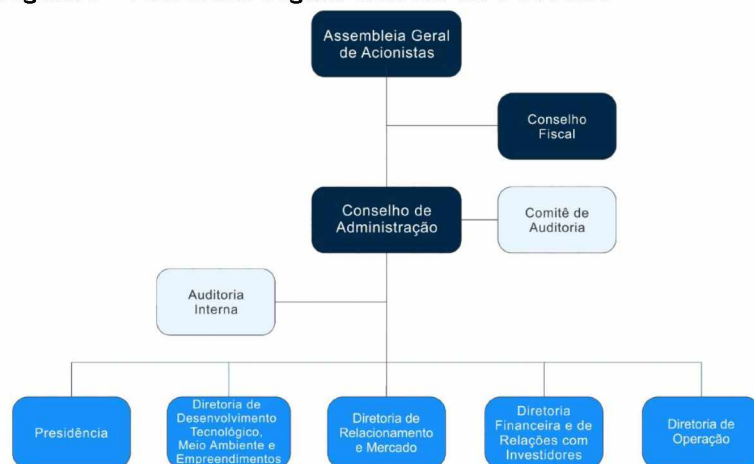 Assembleia Geral
de Acionistas
Conselho
Fiscal
Conselho de
Administração
Comitê de
Auditoria
Auditoria
Interna
Presidência
Diretoria de
Desenvolvimento
Tecnológico,
Meio Ambiente e
Empreendimentos
Diretoria de
Relacionamento
e Mercado
Diretoria
Financeira e de
Relações com
Investidores
Diretoria de
Operação